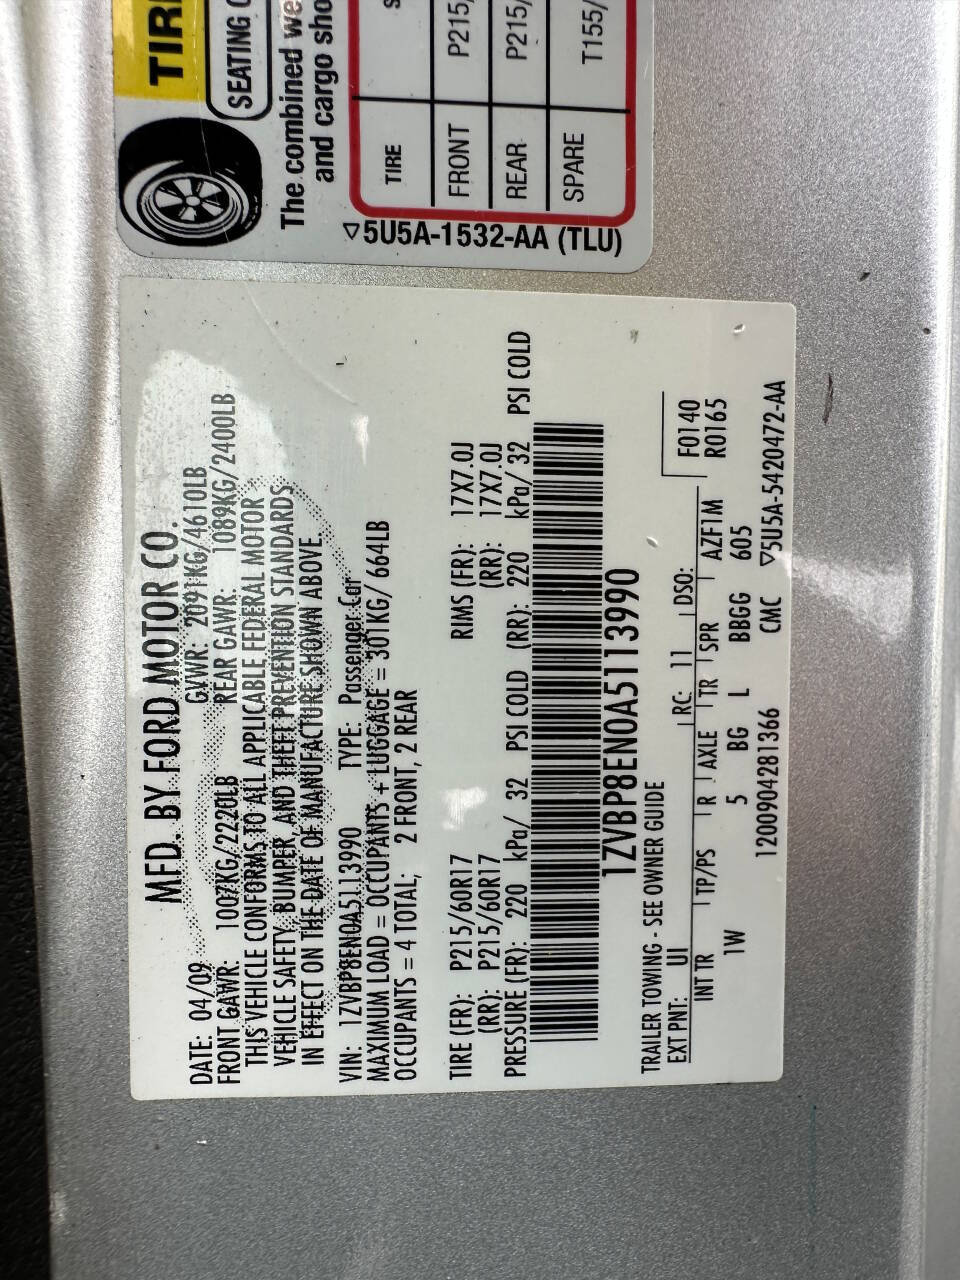 MFD. BY FORD MOTOR CO.
DATE: 04/09 GVWR: 2091KG/4610LB
FRONT GAWR: 1007KG/2220LB REAR GAWR: 1089KG/2400LB
THIS VEHICLE CONFORMS TO ALL APPLICABLE FEDERAL MOTOR
VEHICLE SAFETY, BUMPER, AND THEFT PREVENTION STANDARDS
IN EFFECT ON THE DATE OF MANUFACTURE SHOWN ABOVE.
VIN: 1ZVBP8EN0A5113990 TYPE: Passenger Car
MAXIMUM LOAD = OCCUPANTS + LUGGAGE = 301KG/ 664LB
OCCUPANTS = 4 TOTAL; 2 FRONT, 2 REAR
TIRE (FR): P215/60R17 RIMS (FR): 17X7.0J
(RR): P215/60R17 (RR): 17X7.0J
PRESSURE (FR): 220 kPa/ 32 PSI COLD (RR): 220 kPa/ 32 PSI COLD
1ZVBP8EN0A5113990
TRAILER TOWING - SEE OWNER GUIDE
EXT PNT: UI RC: 11 DSO: F0140
INT TR TP/PS R AXLE TR SPR AZF1M R0165
1W 5 BG L BBGG 605
1200904281366 CMC ▽5U5A-5420472-AA
TIRE
SEATING
The combined
and cargo
TIRE
FRONT P215/
REAR P215/
SPARE T155/
▽5U5A-1532-AA (TLU)